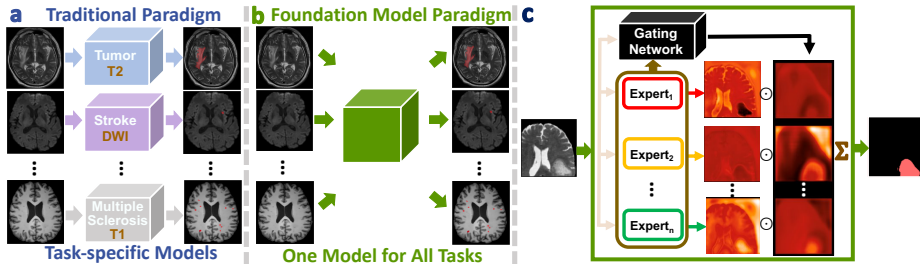 a Traditional Paradigm
Tumor
T2
Stroke
DWI
Multiple
Sclerosis
T1
Task-specific Models
b Foundation Model Paradigm
One Model for All Tasks
c
Gating
Network
Expert₁
Expert₂
Expertₙ
Σ